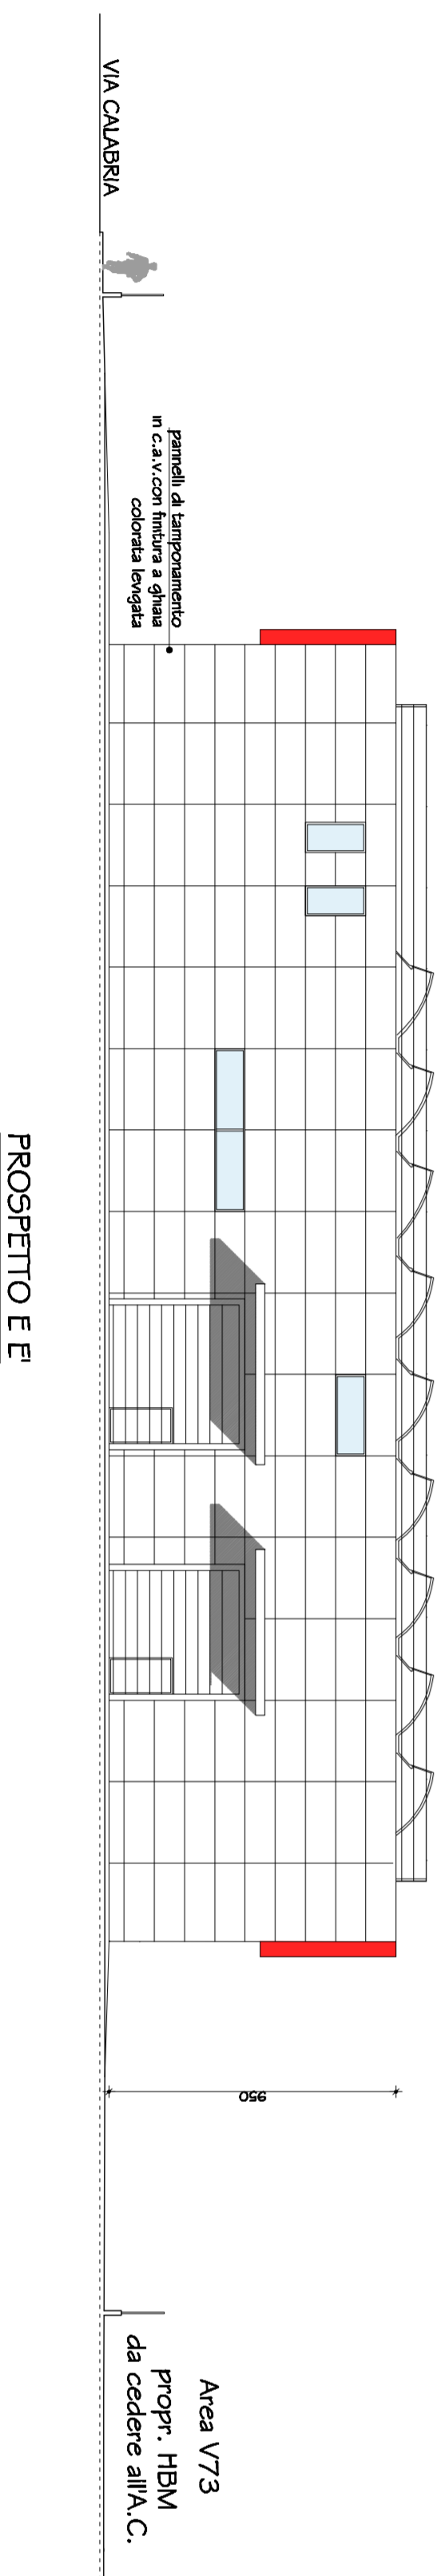 VIA CALABRIA
pannelli di tamponamento
in c.a.v.con finitura a ghiaia
colorata levigata
950
Area V73
propr. HBM
da cedere all'A.C.
PROSPETTO E E'